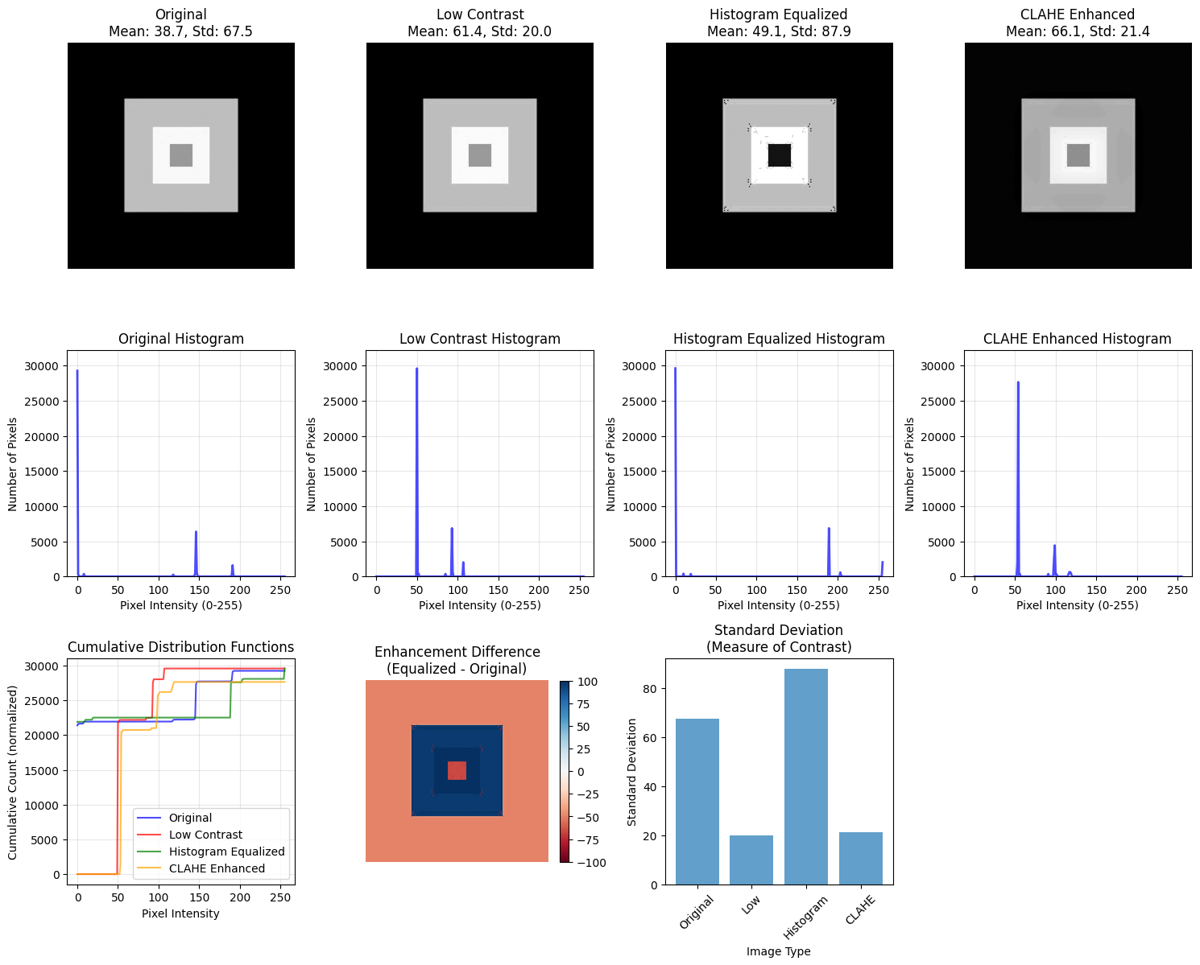 Original
Mean: 38.7, Std: 67.5
Low Contrast
Mean: 61.4, Std: 20.0
Histogram Equalized
Mean: 49.1, Std: 87.9
CLAHE Enhanced
Mean: 66.1, Std: 21.4
Original Histogram
Number of Pixels
30000
25000
20000
15000
10000
5000
0
0 50 100 150 200 250
Pixel Intensity (0-255)
Low Contrast Histogram
Number of Pixels
30000
25000
20000
15000
10000
5000
0
0 50 100 150 200 250
Pixel Intensity (0-255)
Histogram Equalized Histogram
Number of Pixels
30000
25000
20000
15000
10000
5000
0
0 50 100 150 200 250
Pixel Intensity (0-255)
CLAHE Enhanced Histogram
Number of Pixels
30000
25000
20000
15000
10000
5000
0
0 50 100 150 200 250
Pixel Intensity (0-255)
Cumulative Distribution Functions
Cumulative Count (normalized)
30000
25000
20000
15000
10000
5000
0
Original
Low Contrast
Histogram Equalized
CLAHE Enhanced
0 50 100 150 200 250
Pixel Intensity
Enhancement Difference
(Equalized - Original)
100
75
50
25
0
−25
−50
−75
−100
Standard Deviation
(Measure of Contrast)
Standard Deviation
80
60
40
20
0
Original
Low
Histogram
CLAHE
Image Type